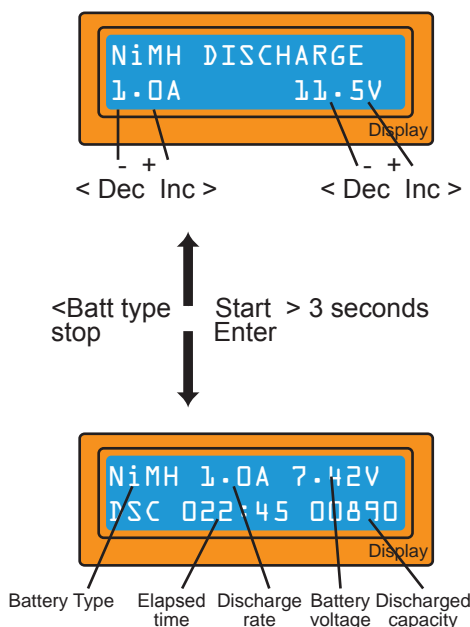 NiMH DISCHARGE
1.0A 11.5V
Display
- + - +
< Dec Inc > < Dec Inc >
<Batt type Start > 3 seconds
stop Enter
NiMH 1.0A 7.42V
DSC 022:45 00890
Display
Battery Type Elapsed Discharge Battery Discharged
time rate voltage capacity